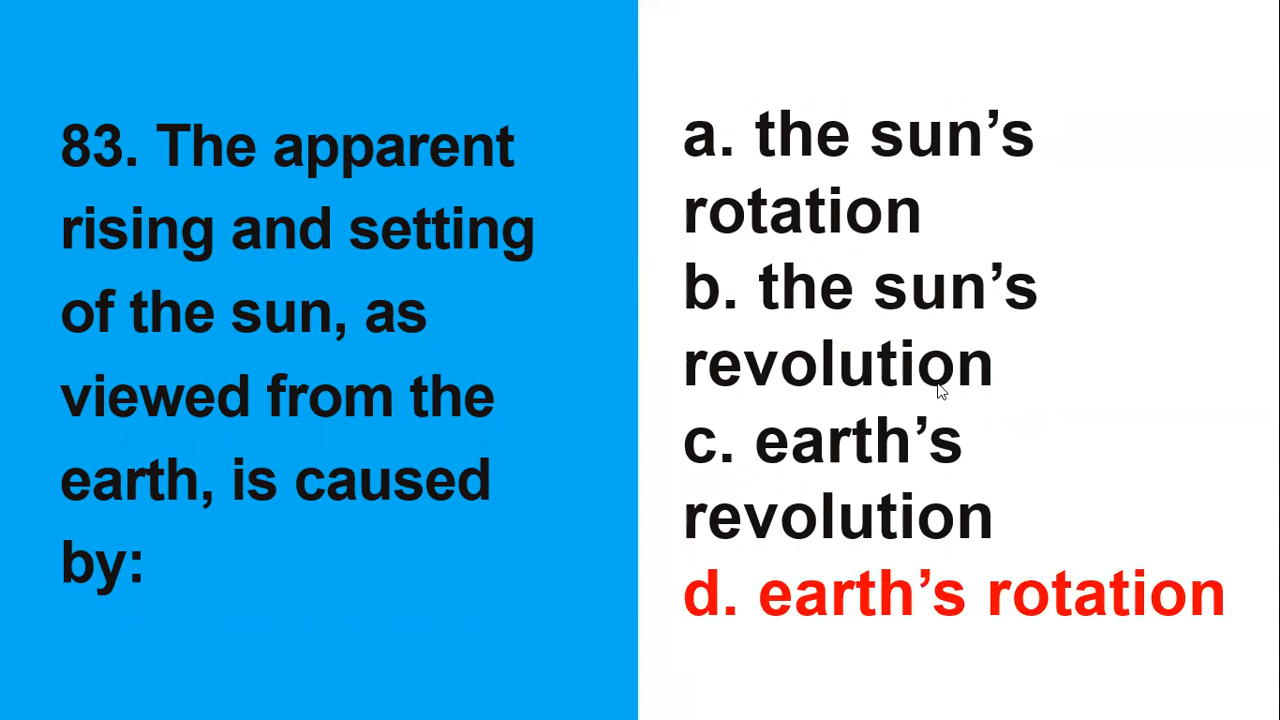 83. The apparent
rising and setting
of the sun, as
viewed from the
earth, is caused
by:
a. the sun’s
rotation
b. the sun’s
revolution
c. earth’s
revolution
d. earth’s rotation